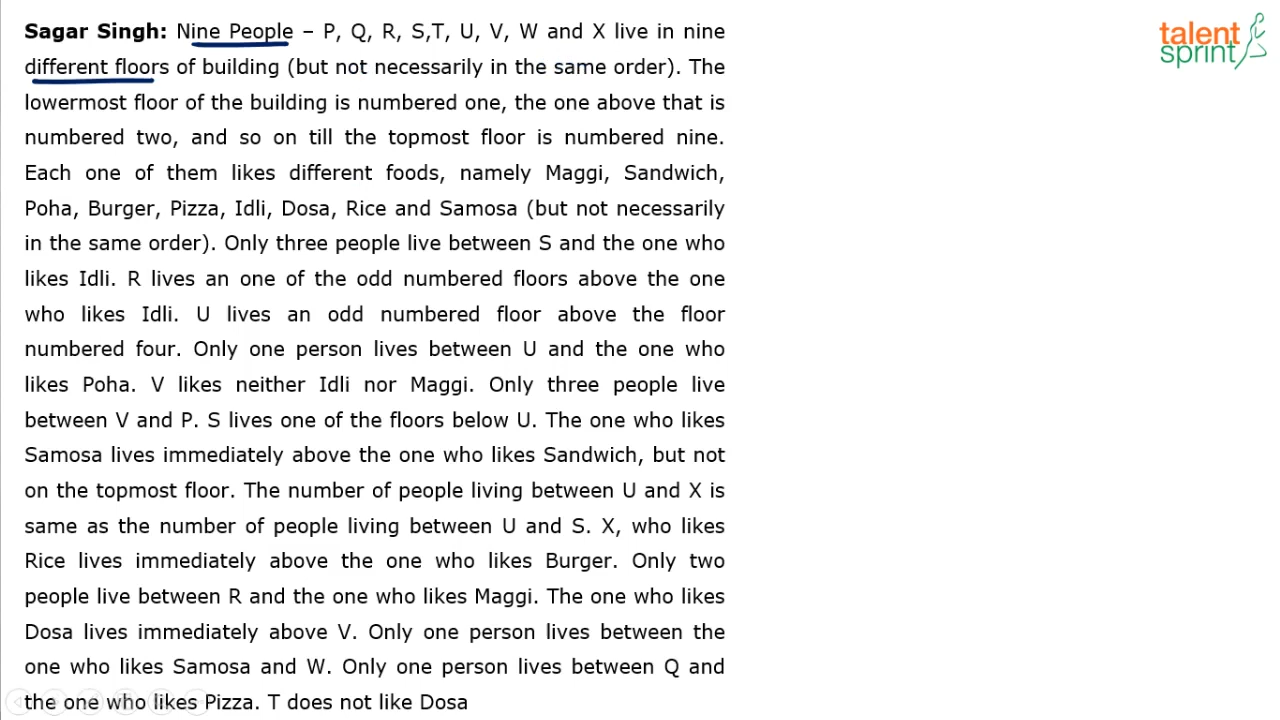 Sagar Singh: Nine People – P, Q, R, S,T, U, V, W and X live in nine
different floors of building (but not necessarily in the same order). The
lowermost floor of the building is numbered one, the one above that is
numbered two, and so on till the topmost floor is numbered nine.
Each one of them likes different foods, namely Maggi, Sandwich,
Poha, Burger, Pizza, Idli, Dosa, Rice and Samosa (but not necessarily
in the same order). Only three people live between S and the one who
likes Idli. R lives an one of the odd numbered floors above the one
who likes Idli. U lives an odd numbered floor above the floor
numbered four. Only one person lives between U and the one who
likes Poha. V likes neither Idli nor Maggi. Only three people live
between V and P. S lives one of the floors below U. The one who likes
Samosa lives immediately above the one who likes Sandwich, but not
on the topmost floor. The number of people living between U and X is
same as the number of people living between U and S. X, who likes
Rice lives immediately above the one who likes Burger. Only two
people live between R and the one who likes Maggi. The one who likes
Dosa lives immediately above V. Only one person lives between the
one who likes Samosa and W. Only one person lives between Q and
the one who likes Pizza. T does not like Dosa
talent
sprint